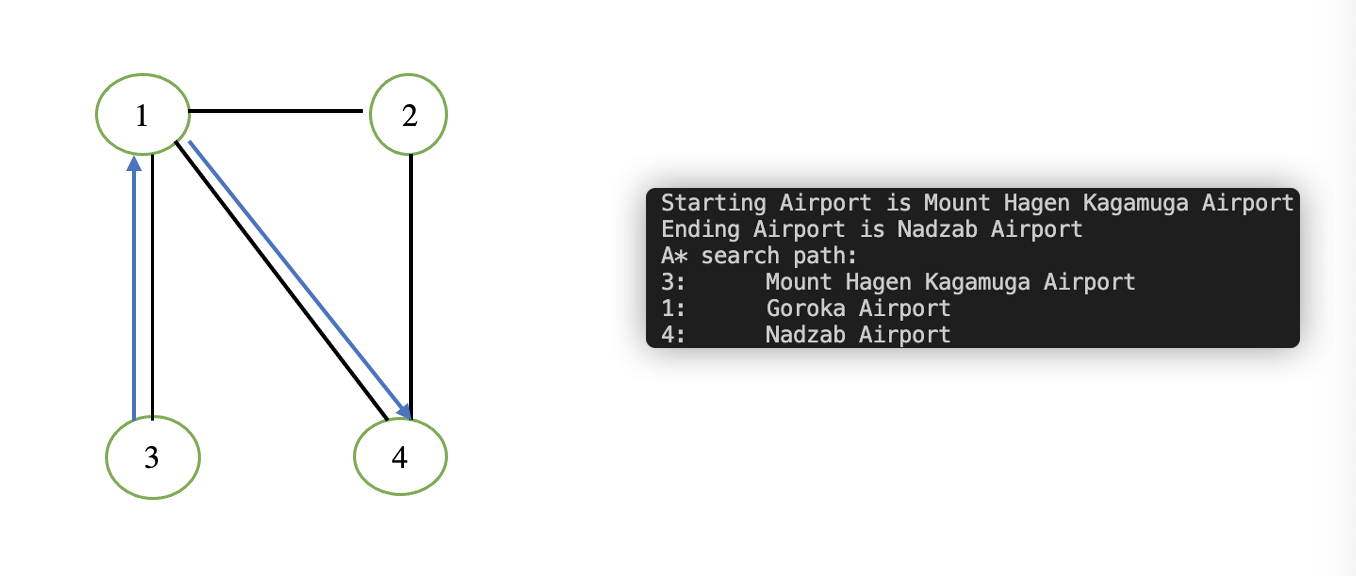 1
2
3
4
Starting Airport is Mount Hagen Kagamuga Airport
Ending Airport is Nadzab Airport
A* search path:
3:      Mount Hagen Kagamuga Airport
1:      Goroka Airport
4:      Nadzab Airport